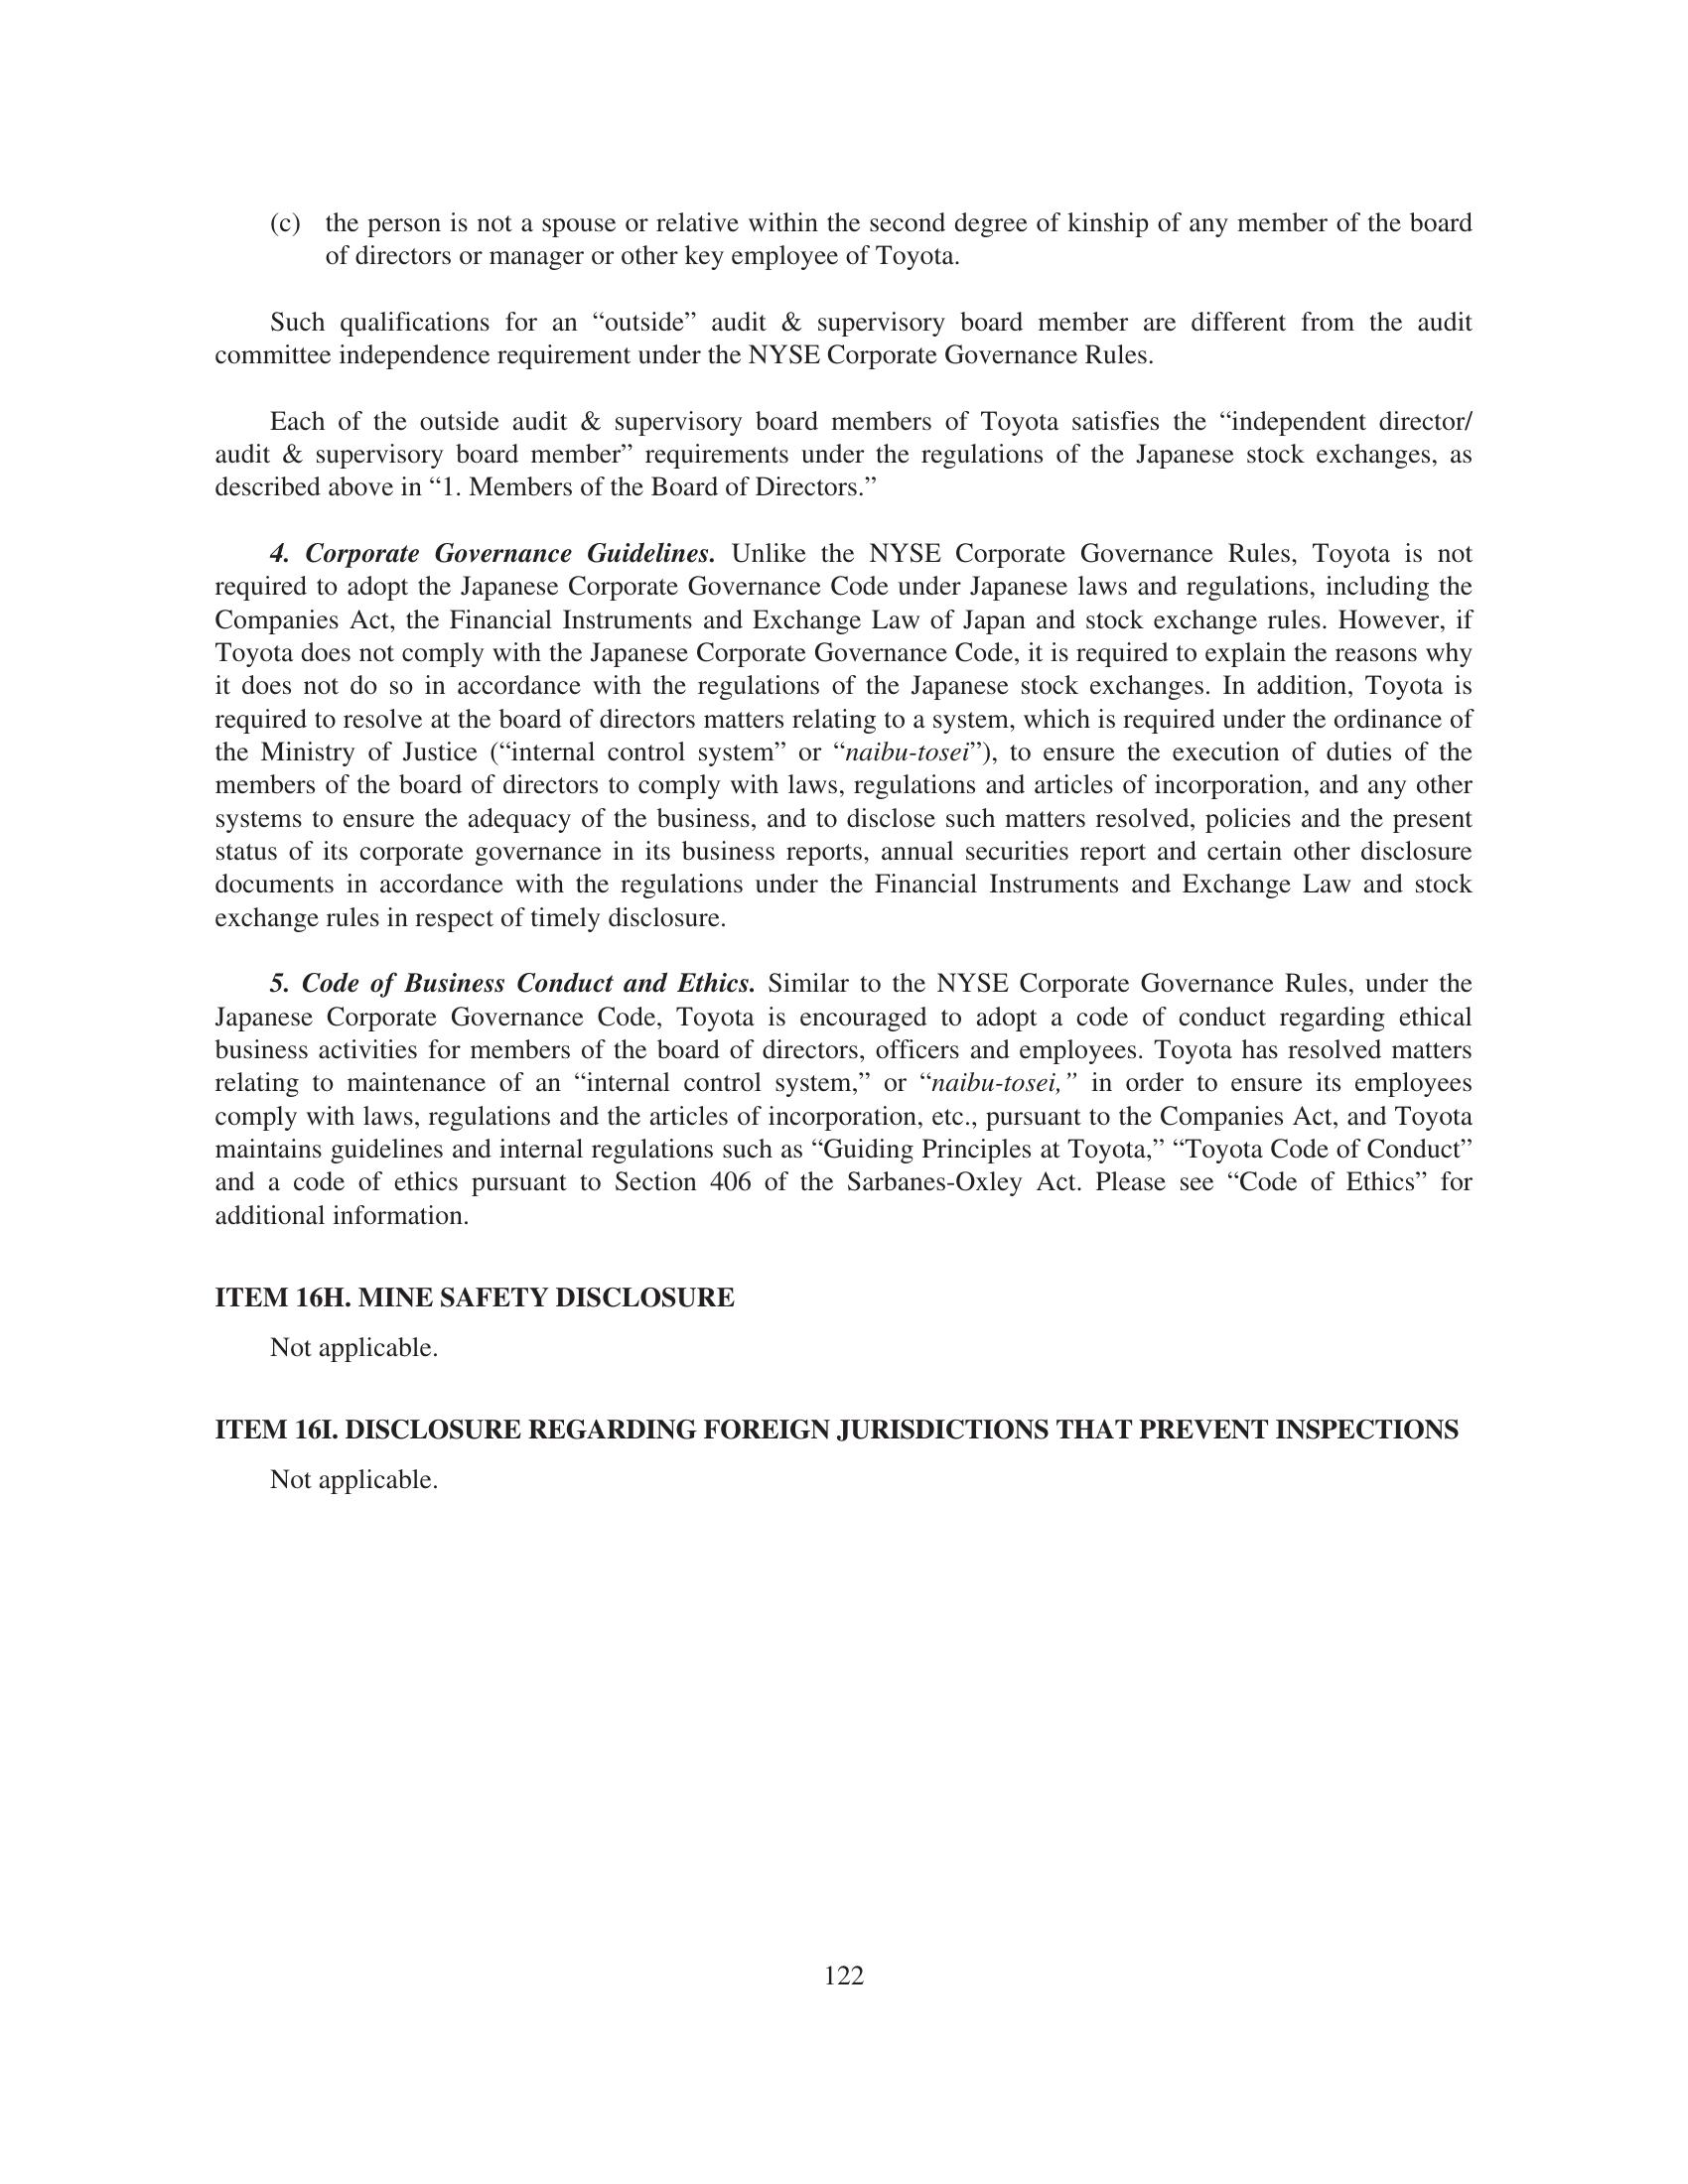 (c) the person is not a spouse or relative within the second degree of kinship of any member of the board
of directors or manager or other key employee of Toyota.
Such qualifications for an “outside” audit & supervisory board member are different from the audit
committee independence requirement under the NYSE Corporate Governance Rules.
Each of the outside audit & supervisory board members of Toyota satisfies the “independent director/
audit & supervisory board member” requirements under the regulations of the Japanese stock exchanges, as
described above in “1. Members of the Board of Directors.”
4. Corporate Governance Guidelines. Unlike the NYSE Corporate Governance Rules, Toyota is not
required to adopt the Japanese Corporate Governance Code under Japanese laws and regulations, including the
Companies Act, the Financial Instruments and Exchange Law of Japan and stock exchange rules. However, if
Toyota does not comply with the Japanese Corporate Governance Code, it is required to explain the reasons why
it does not do so in accordance with the regulations of the Japanese stock exchanges. In addition, Toyota is
required to resolve at the board of directors matters relating to a system, which is required under the ordinance of
the Ministry of Justice (“internal control system” or “naibu-tosei”), to ensure the execution of duties of the
members of the board of directors to comply with laws, regulations and articles of incorporation, and any other
systems to ensure the adequacy of the business, and to disclose such matters resolved, policies and the present
status of its corporate governance in its business reports, annual securities report and certain other disclosure
documents in accordance with the regulations under the Financial Instruments and Exchange Law and stock
exchange rules in respect of timely disclosure.
5. Code of Business Conduct and Ethics. Similar to the NYSE Corporate Governance Rules, under the
Japanese Corporate Governance Code, Toyota is encouraged to adopt a code of conduct regarding ethical
business activities for members of the board of directors, officers and employees. Toyota has resolved matters
relating to maintenance of an “internal control system,” or “naibu-tosei,” in order to ensure its employees
comply with laws, regulations and the articles of incorporation, etc., pursuant to the Companies Act, and Toyota
maintains guidelines and internal regulations such as “Guiding Principles at Toyota,” “Toyota Code of Conduct”
and a code of ethics pursuant to Section 406 of the Sarbanes-Oxley Act. Please see “Code of Ethics” for
additional information.
ITEM 16H. MINE SAFETY DISCLOSURE
Not applicable.
ITEM 16I. DISCLOSURE REGARDING FOREIGN JURISDICTIONS THAT PREVENT INSPECTIONS
Not applicable.
122